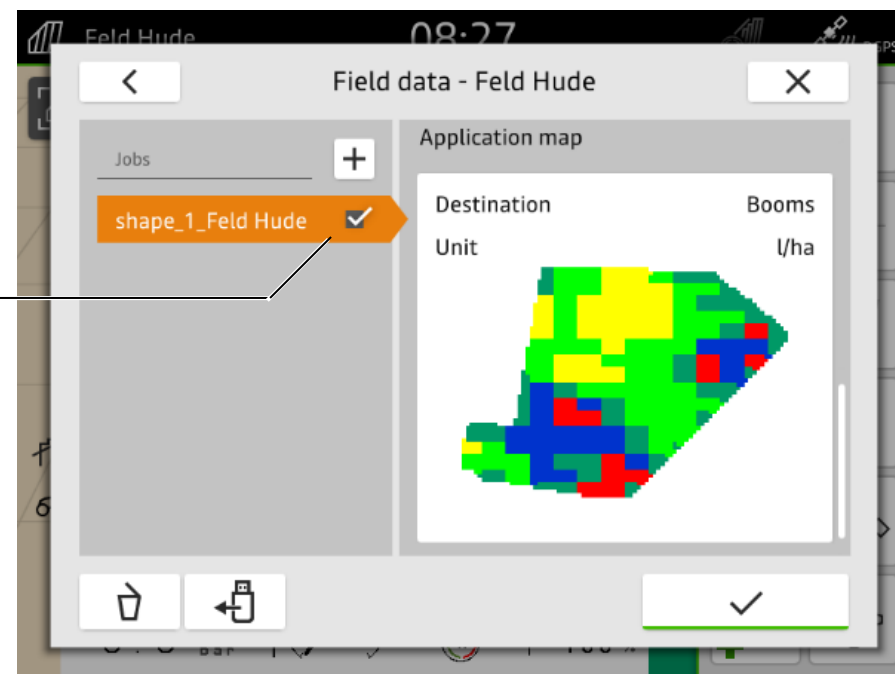 Feld Hude
08:27
Field data - Feld Hude
Jobs
shape_1_Feld Hude
Application map
Destination Booms
Unit l/ha